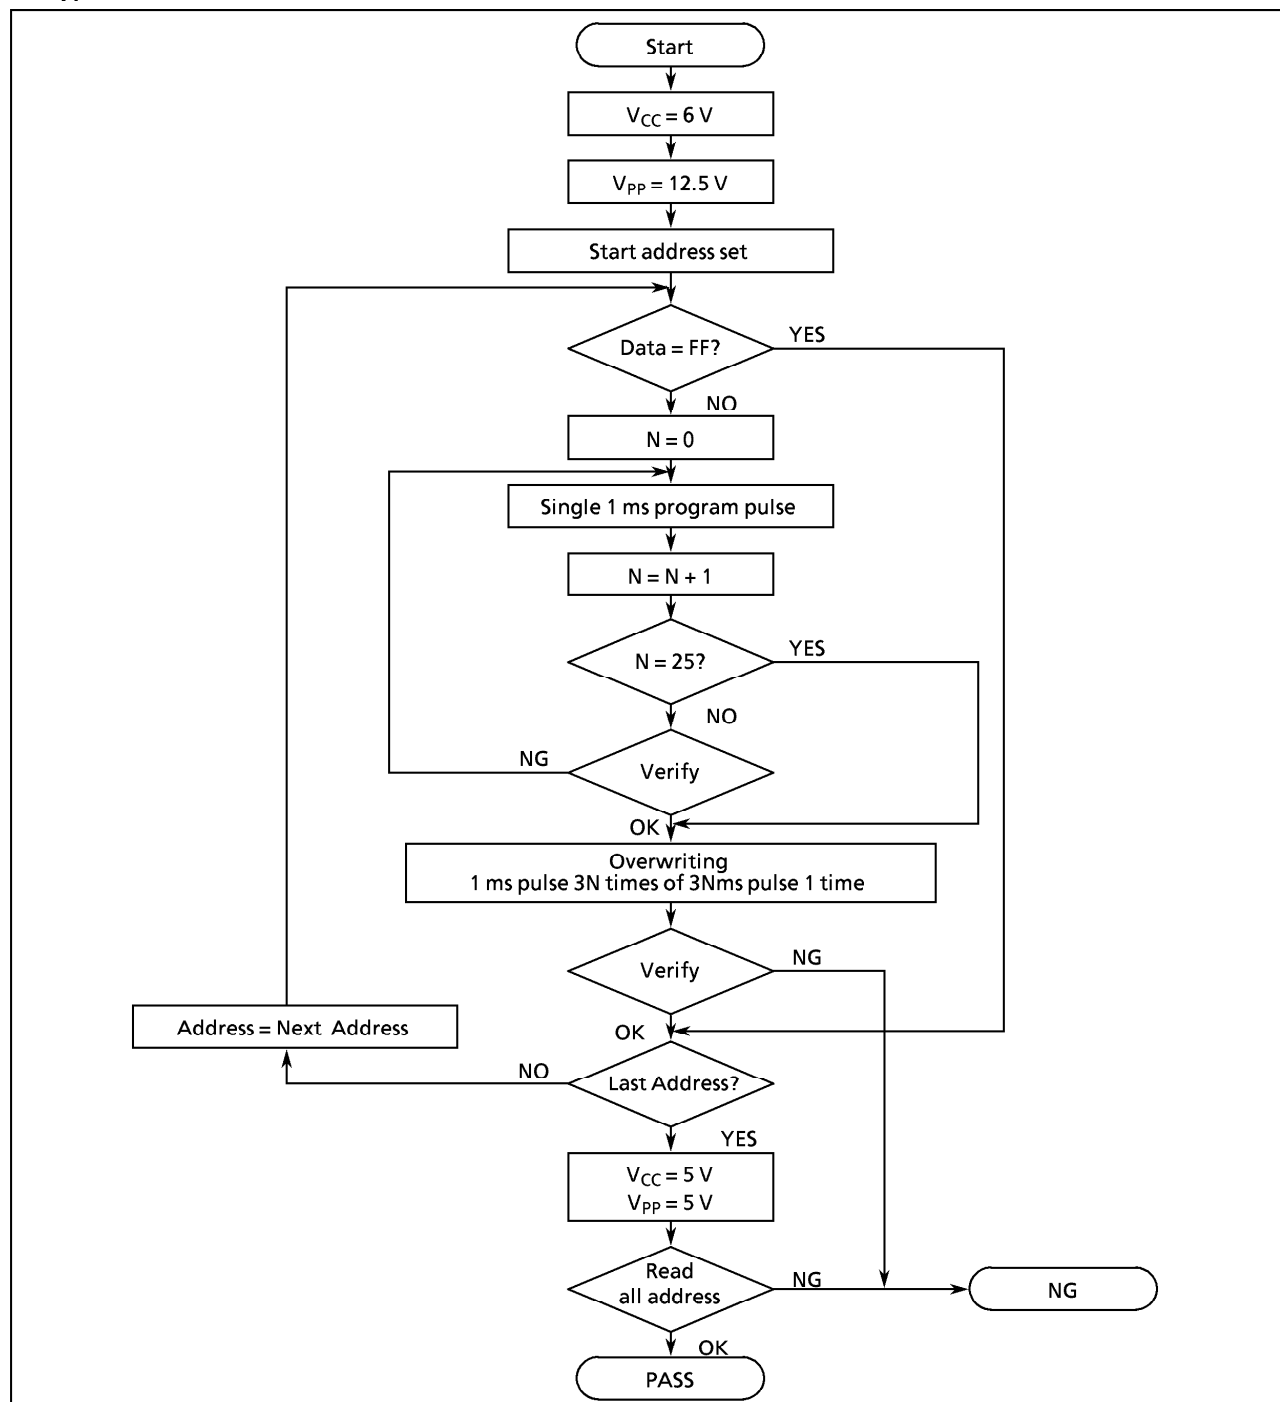 Start
VCC = 6 V
VPP = 12.5 V
Start address set
Data = FF?
YES
NO
N = 0
Single 1 ms program pulse
N = N + 1
N = 25?
YES
NO
NG
Verify
OK
Overwriting
1 ms pulse 3N times of 3Nms pulse 1 time
Verify
NG
Address = Next Address
OK
NO
Last Address?
YES
VCC = 5 V
VPP = 5 V
Read
all address
NG
NG
OK
PASS